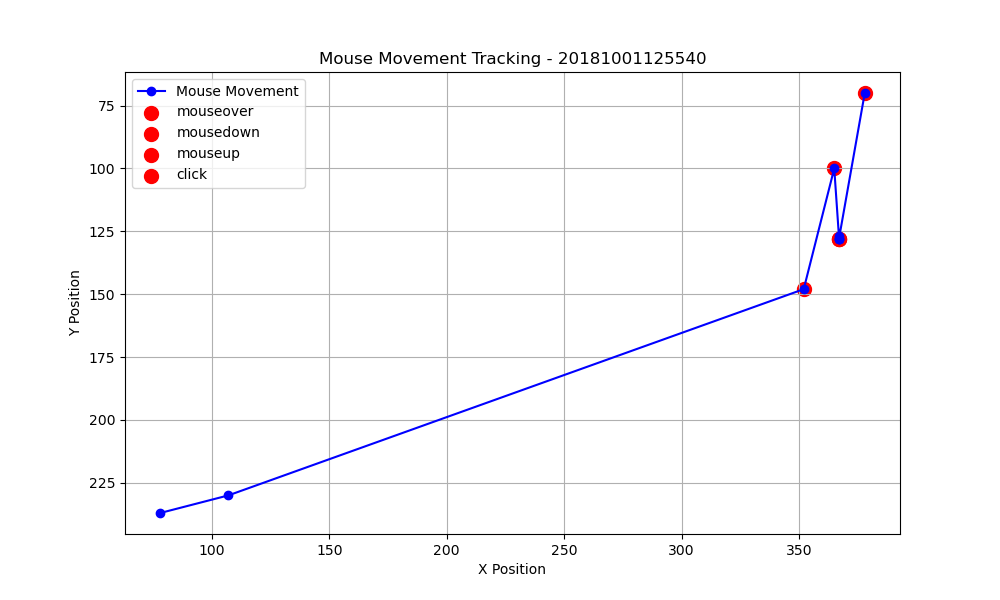 Mouse Movement Tracking - 20181001125540
Mouse Movement
mouseover
mousedown
mouseup
click
75
100
125
150
175
200
225
Y Position
100 150 200 250 300 350
X Position